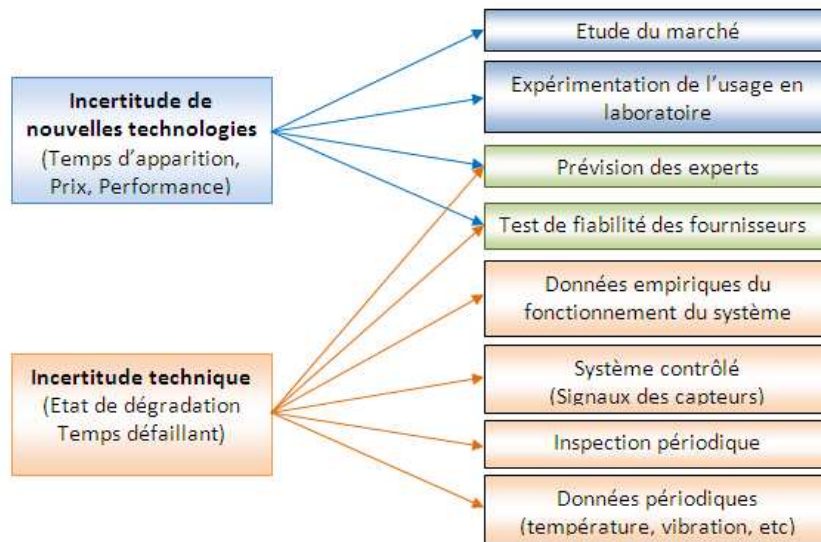 Incertitude de
nouvelles technologies
(Temps d'apparition,
Prix, Performance)
Incertitude technique
(Etat de dégradation
Temps défaillant)
Etude du marché
Expérimentation de l'usage en
laboratoire
Prévision des experts
Test de fiabilité des fournisseurs
Données empiriques du
fonctionnement du système
Système contrôlé
(Signaux des capteurs)
Inspection périodique
Données périodiques
(température, vibration, etc)